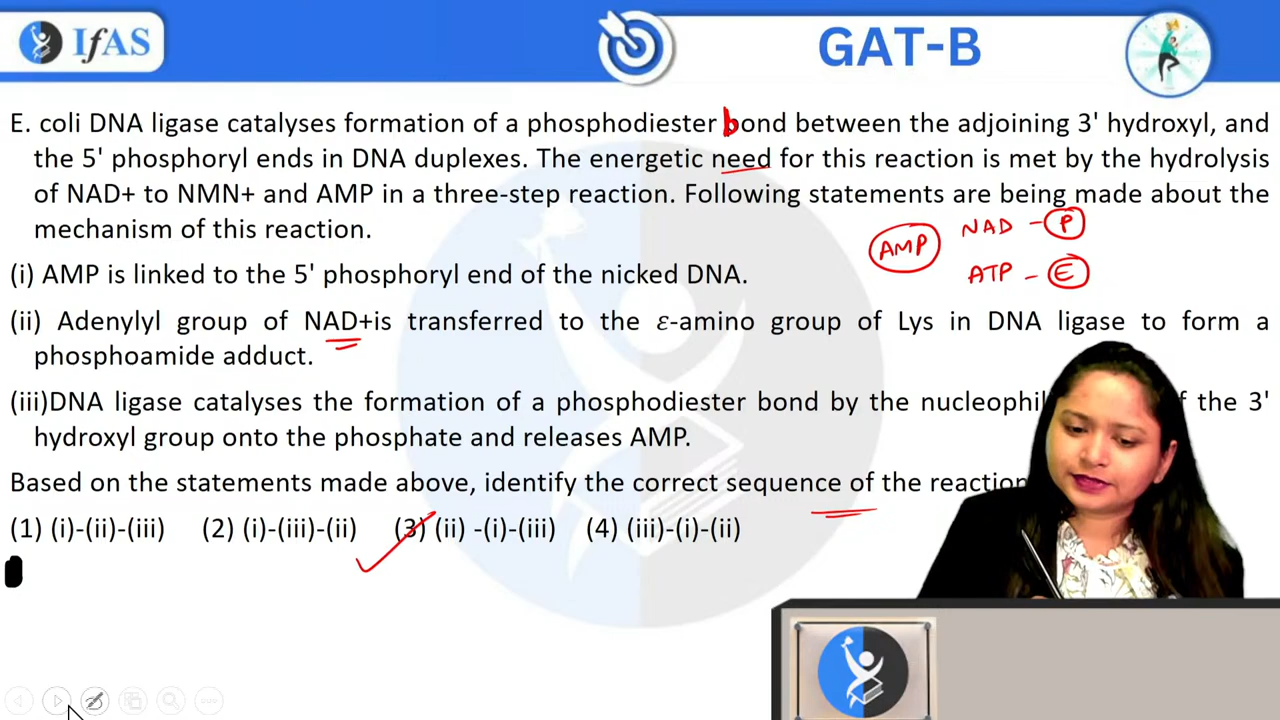 IfAS
GAT-B
E. coli DNA ligase catalyses formation of a phosphodiester bond between the adjoining 3' hydroxyl, and
the 5' phosphoryl ends in DNA duplexes. The energetic need for this reaction is met by the hydrolysis
of NAD+ to NMN+ and AMP in a three-step reaction. Following statements are being made about the
mechanism of this reaction.
AMP
NAD - P
ATP - E
(i) AMP is linked to the 5' phosphoryl end of the nicked DNA.
(ii) Adenylyl group of NAD+is transferred to the ε-amino group of Lys in DNA ligase to form a
phosphoamide adduct.
(iii)DNA ligase catalyses the formation of a phosphodiester bond by the the 3'
hydroxyl group onto the phosphate and releases AMP.
Based on the statements made above, identify the correct sequence of the
(1) (i)-(ii)-(iii) (2) (i)-(iii)-(ii) (3) (ii) -(i)-(iii) (4) (iii)-(i)-(ii)